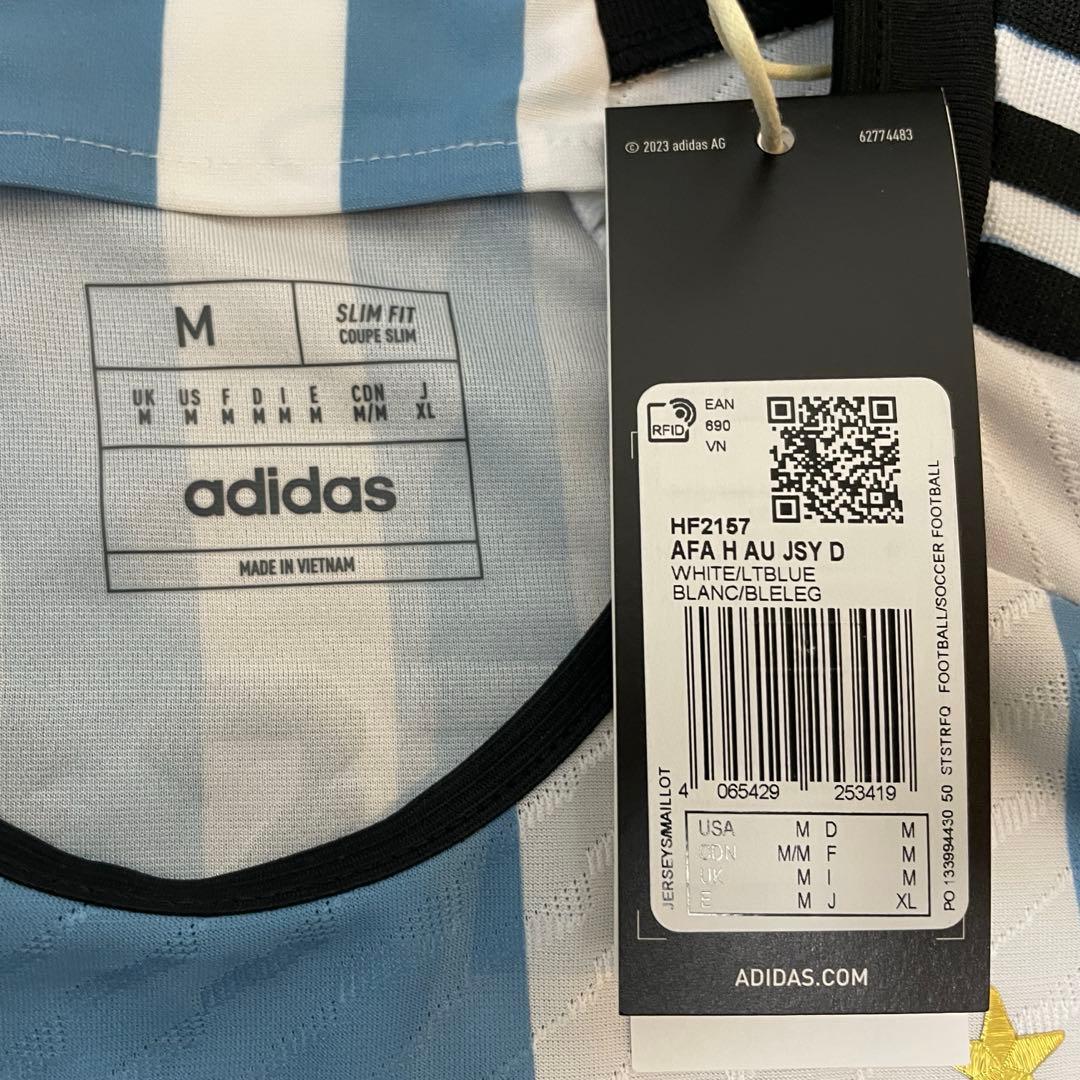 M
SLIM FIT
COUPE SLIM
UK US F D I E CDN J
M M M M M M M/M XL
adidas
MADE IN VIETNAM
© 2023 adidas AG
62774483
RFID
EAN
690
VN
HF2157
AFA H AU JSY D
WHITE/LTBLUE
BLANC/BLELEG
4 065429 253419
USA M D M
CDN M/M F M
UK M I M
E M J XL
JERSEYS/MAILLOT
PO 133994430 50 STSTRFQ FOOTBALL/SOCCER FOOTBALL
ADIDAS.COM